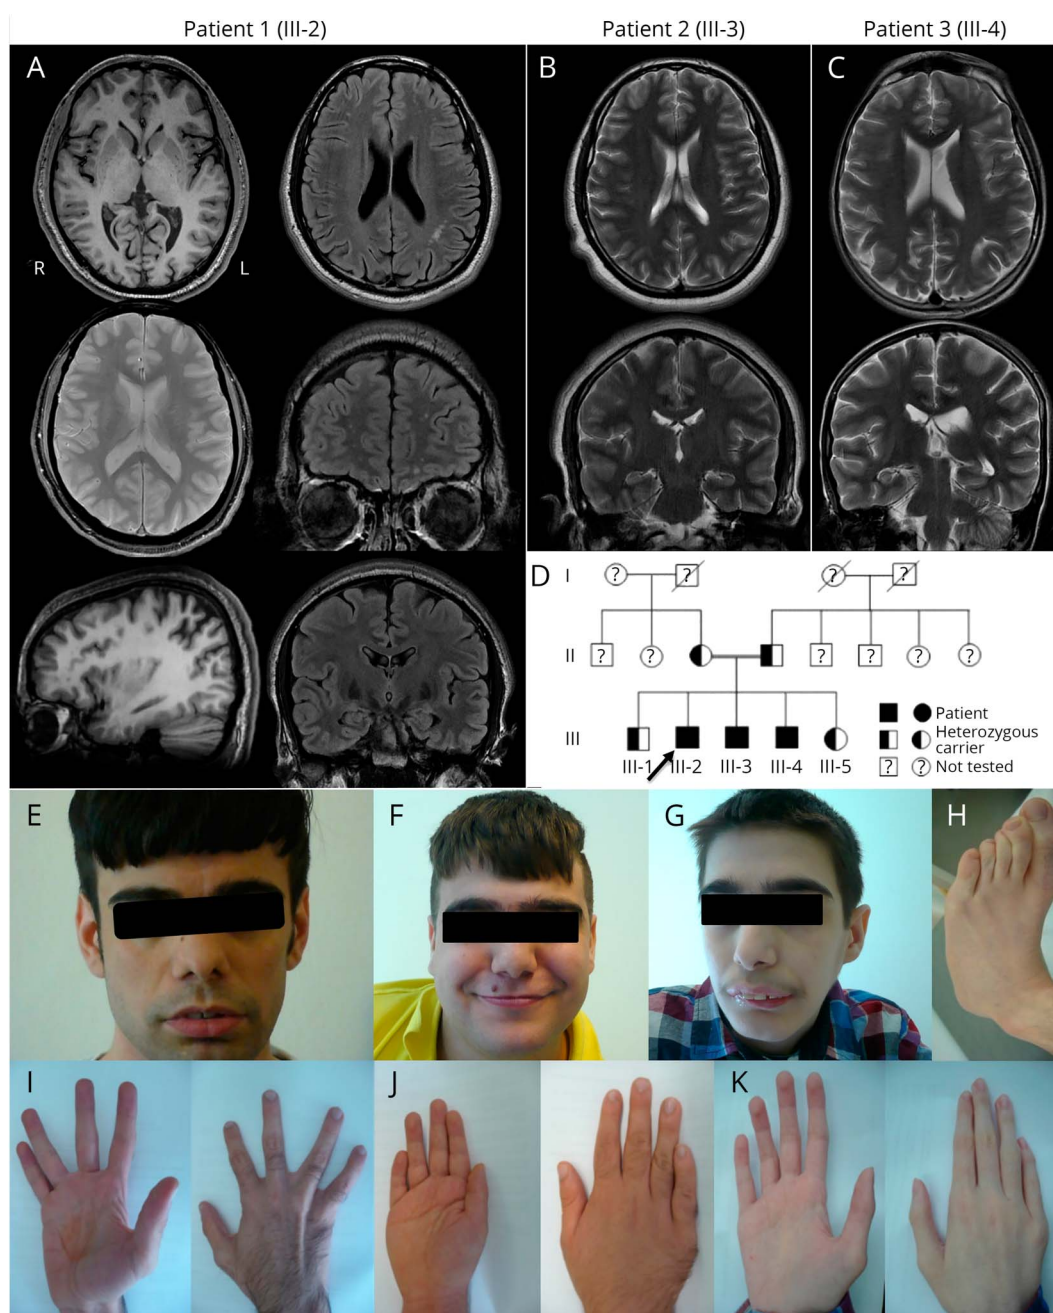 Patient 1 (III-2)
Patient 2 (III-3)
Patient 3 (III-4)
A
B
C
R
L
D
I
? ? ? ?
II
? ? ? ? ? ?
III
III-1 III-2 III-3 III-4 III-5
Patient
Heterozygous
carrier
? ? Not tested
E
F
G
H
I
J
K